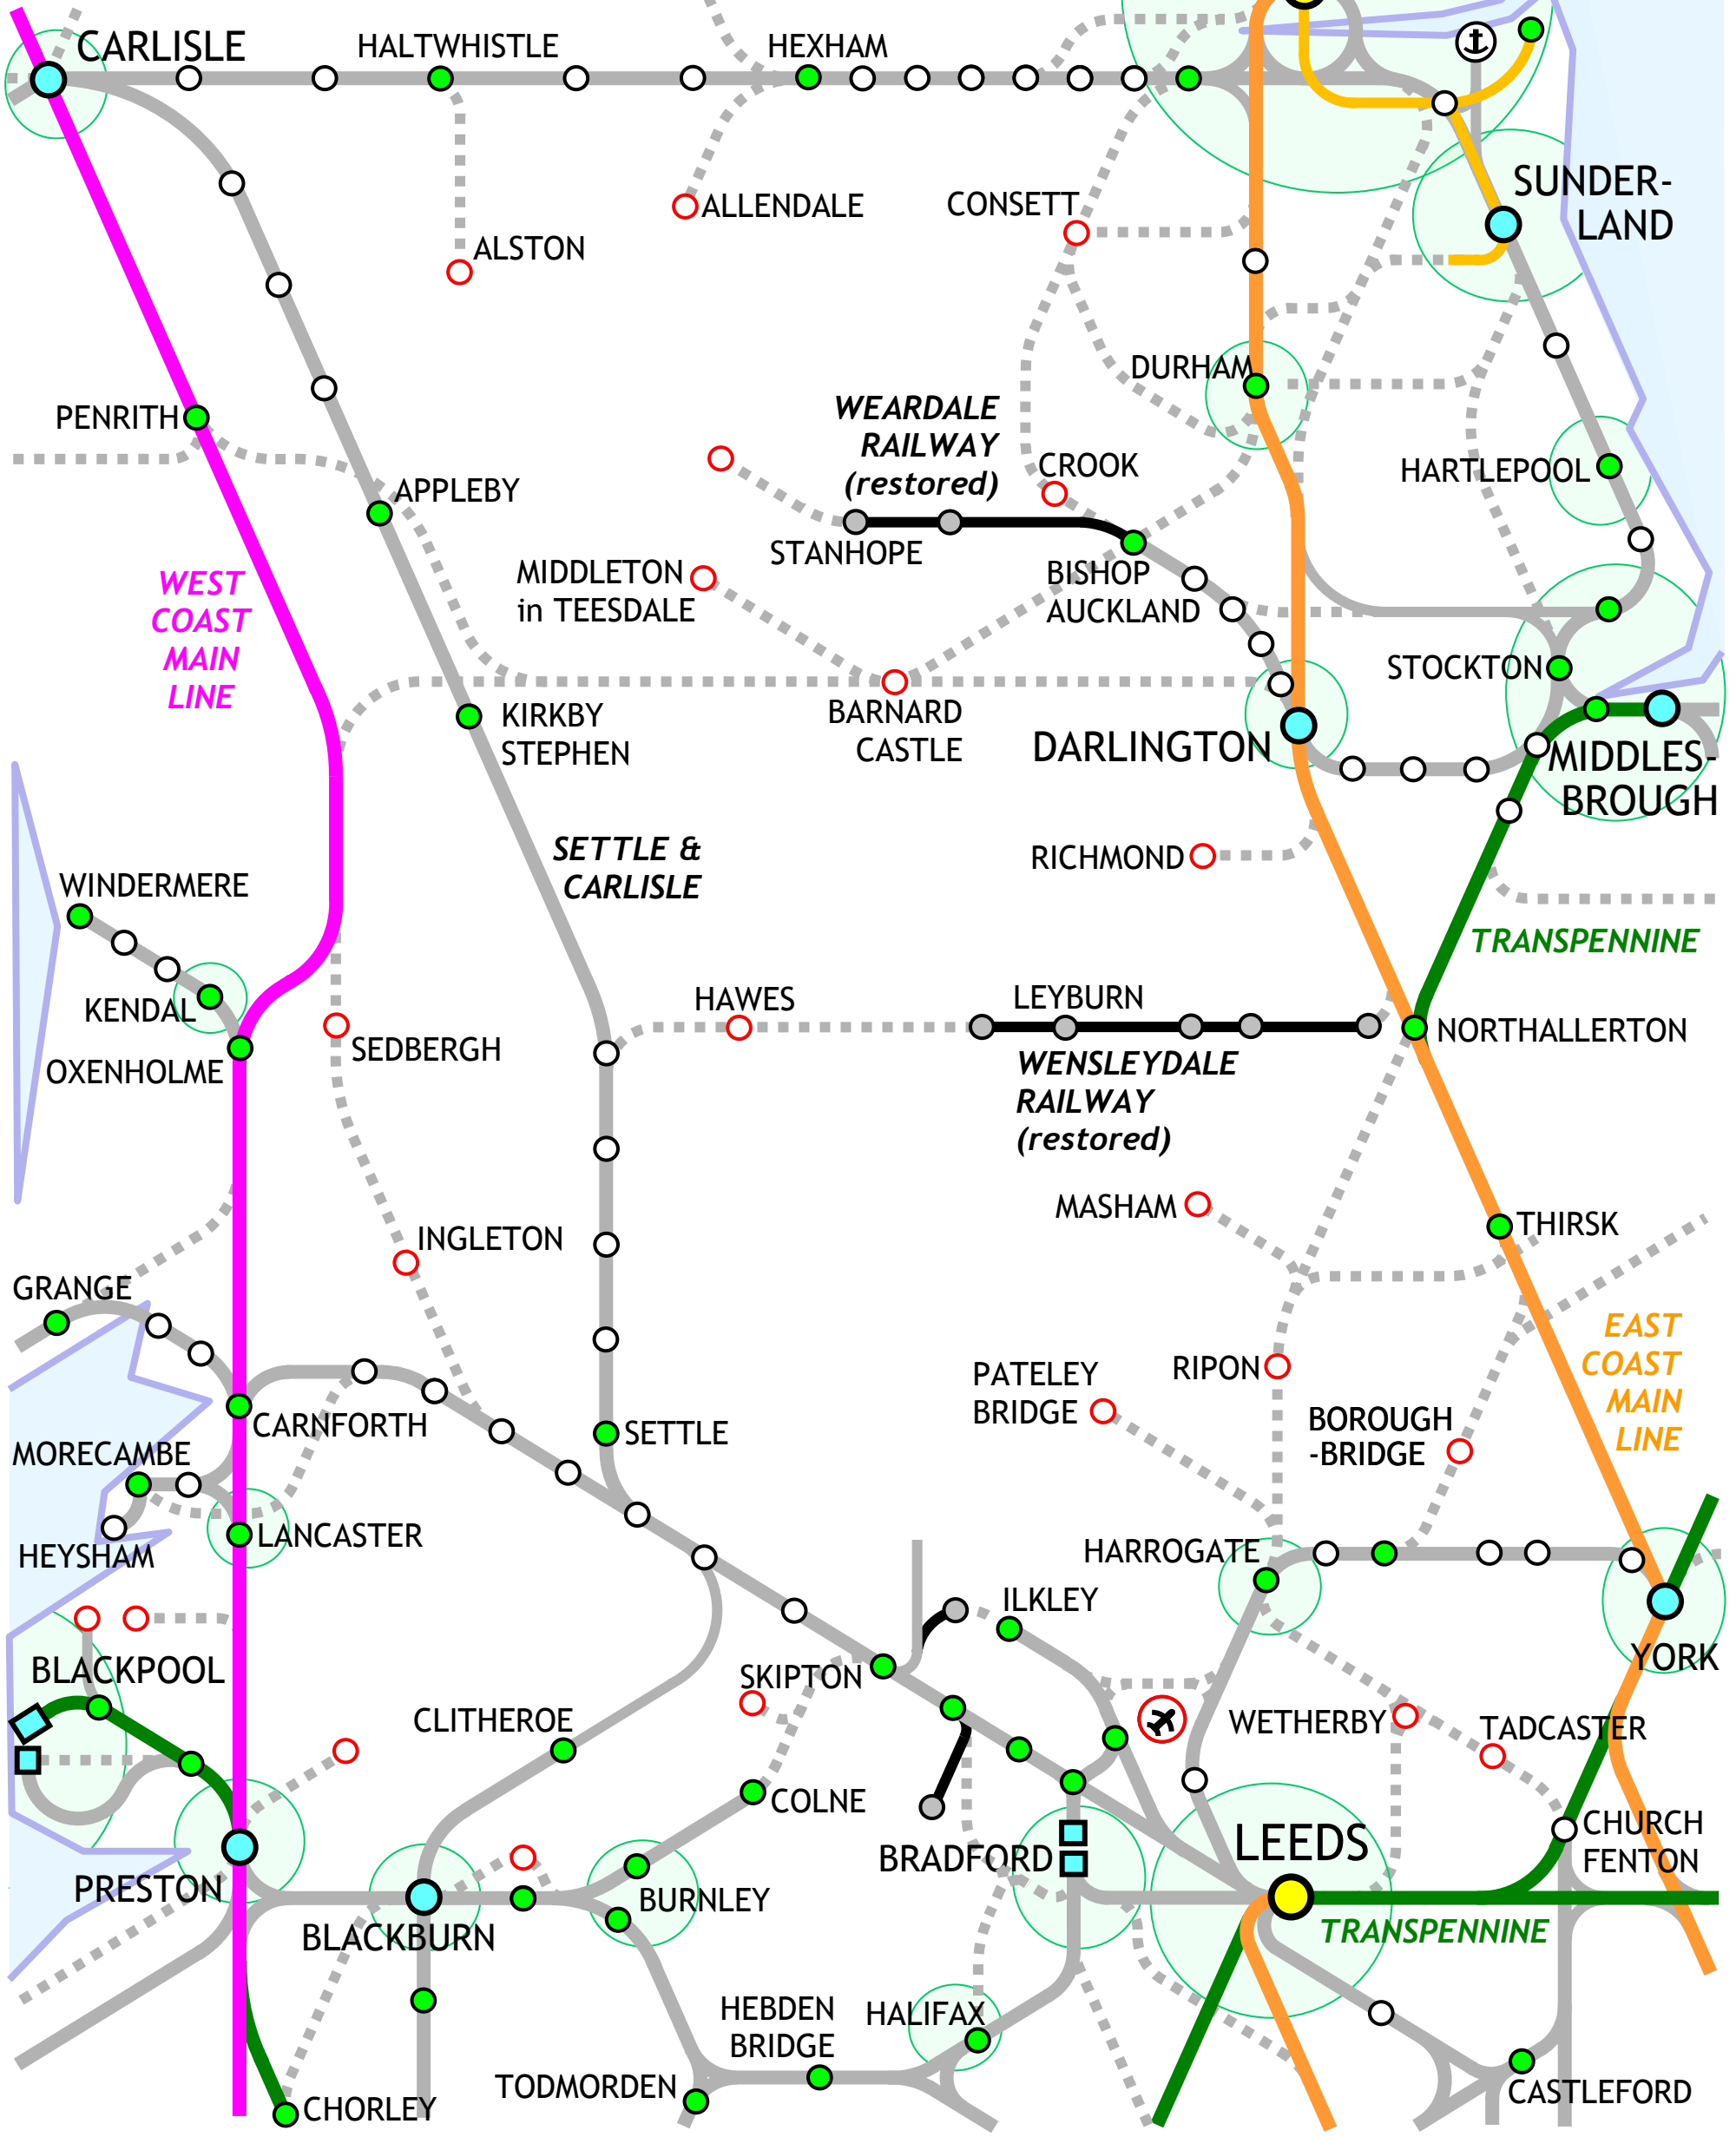 CARLISLE
HALTWHISTLE
HEXHAM
SUNDER-
LAND
ALLENDALE
CONSETT
ALSTON
DURHAM
PENRITH
WEARDALE
RAILWAY
(restored)
CROOK
HARTLEPOOL
APPLEBY
STANHOPE
MIDDLETON
in TEESDALE
BISHOP
AUCKLAND
WEST
COAST
MAIN
LINE
STOCKTON
KIRKBY
STEPHEN
BARNARD
CASTLE
DARLINGTON
MIDDLES-
BROUGH
SETTLE &
CARLISLE
RICHMOND
WINDERMERE
TRANSPENNINE
KENDAL
HAWES
LEYBURN
NORTHALLERTON
OXENHOLME
SEDBERGH
WENSLEYDALE
RAILWAY
(restored)
MASHAM
THIRSK
INGLETON
GRANGE
EAST
COAST
MAIN
LINE
PATELEY
BRIDGE
RIPON
CARNFORTH
SETTLE
BOROUGH
-BRIDGE
MORECAMBE
LANCASTER
HEYSHAM
HARROGATE
ILKLEY
BLACKPOOL
SKIPTON
YORK
CLITHEROE
WETHERBY
TADCASTER
COLNE
BRADFORD
LEEDS
CHURCH
FENTON
PRESTON
BURNLEY
BLACKBURN
TRANSPENNINE
HEBDEN
BRIDGE
HALIFAX
TODMORDEN
CASTLEFORD
CHORLEY